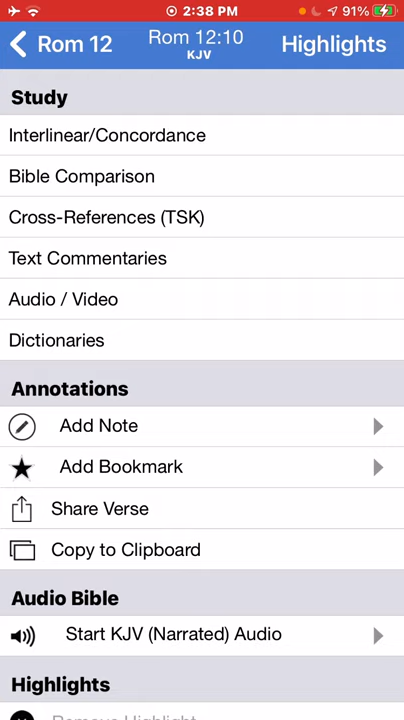 2:38 PM 91%
Rom 12 Rom 12:10 Highlights
KJV
Study
Interlinear/Concordance
Bible Comparison
Cross-References (TSK)
Text Commentaries
Audio / Video
Dictionaries
Annotations
Add Note
Add Bookmark
Share Verse
Copy to Clipboard
Audio Bible
Start KJV (Narrated) Audio
Highlights
Remove Highlight